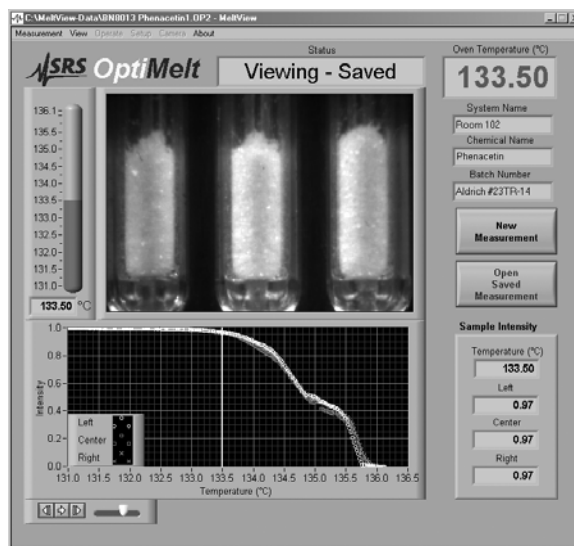 C:\MeltView-Data\BN0013 Phenacetin1.OP2 - MeltView
Measurement View Operate Setup Camera About
SRS OptiMelt
Status
Viewing - Saved
Oven Temperature (°C)
133.50
System Name
Room 102
Chemical Name
Phenacetin
Batch Number
Aldrich #23TR-14
New
Measurement
Open
Saved
Measurement
136.1
135.5
135.0
134.5
134.0
133.5
133.0
132.5
132.0
131.5
131.0
133.50 °C
Intensity
1.0
0.8
0.6
0.4
0.2
0.0
Left
Center
Right
131.0 131.5 132.0 132.5 133.0 133.5 134.0 134.5 135.0 135.5 136.0 136.5
Temperature (°C)
Sample Intensity
Temperature (°C)
133.50
Left
0.97
Center
0.97
Right
0.97